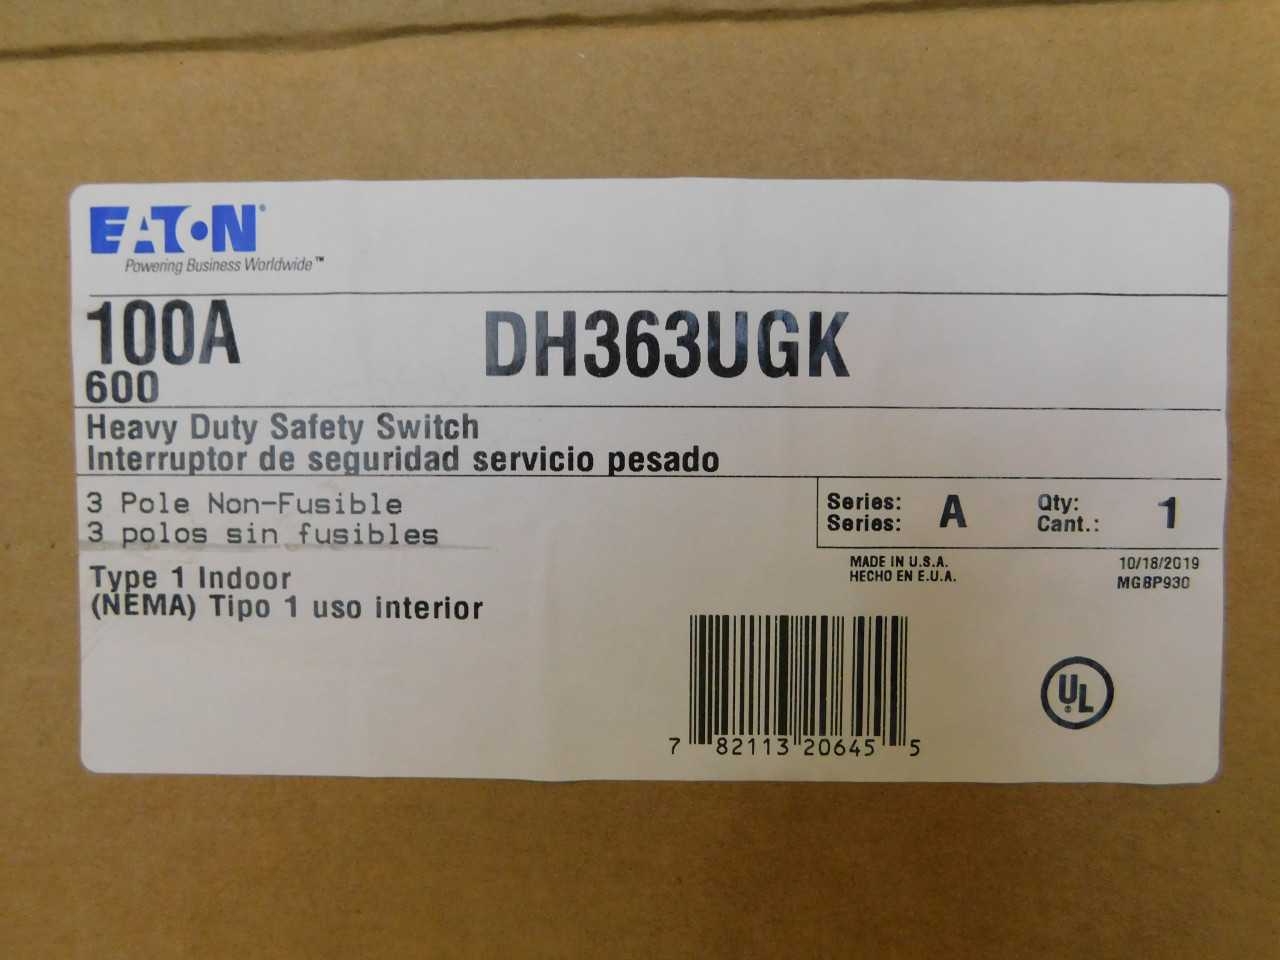 EATON®
Powering Business Worldwide™
100A DH363UGK
600
Heavy Duty Safety Switch
Interruptor de seguridad servicio pesado
3 Pole Non-Fusible
3 polos sin fusibles
Series: A Qty: 1
Series: Cant.:
Type 1 Indoor
(NEMA) Tipo 1 uso interior
MADE IN U.S.A. 10/18/2019
HECHO EN E.U.A. MGBP930
7 82113 20645 5
UL®